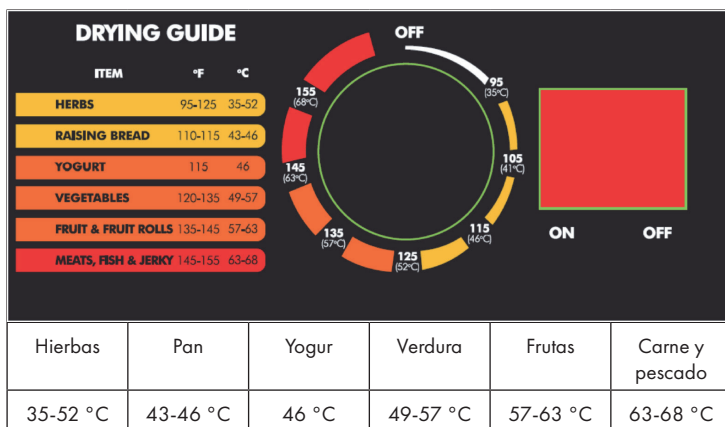 DRYING GUIDE
ITEM °F °C
HERBS 95-125 35-52
RAISING BREAD 110-115 43-46
YOGURT 115 46
VEGETABLES 120-135 49-57
FRUIT & FRUIT ROLLS 135-145 57-63
MEATS, FISH & JERKY 145-155 63-68
OFF
95
(35°C)
105
(41°C)
115
(46°C)
125
(52°C)
135
(57°C)
145
(63°C)
155
(68°C)
ON OFF
Hierbas Pan Yogur Verdura Frutas Carne y
pescado
35-52 °C 43-46 °C 46 °C 49-57 °C 57-63 °C 63-68 °C